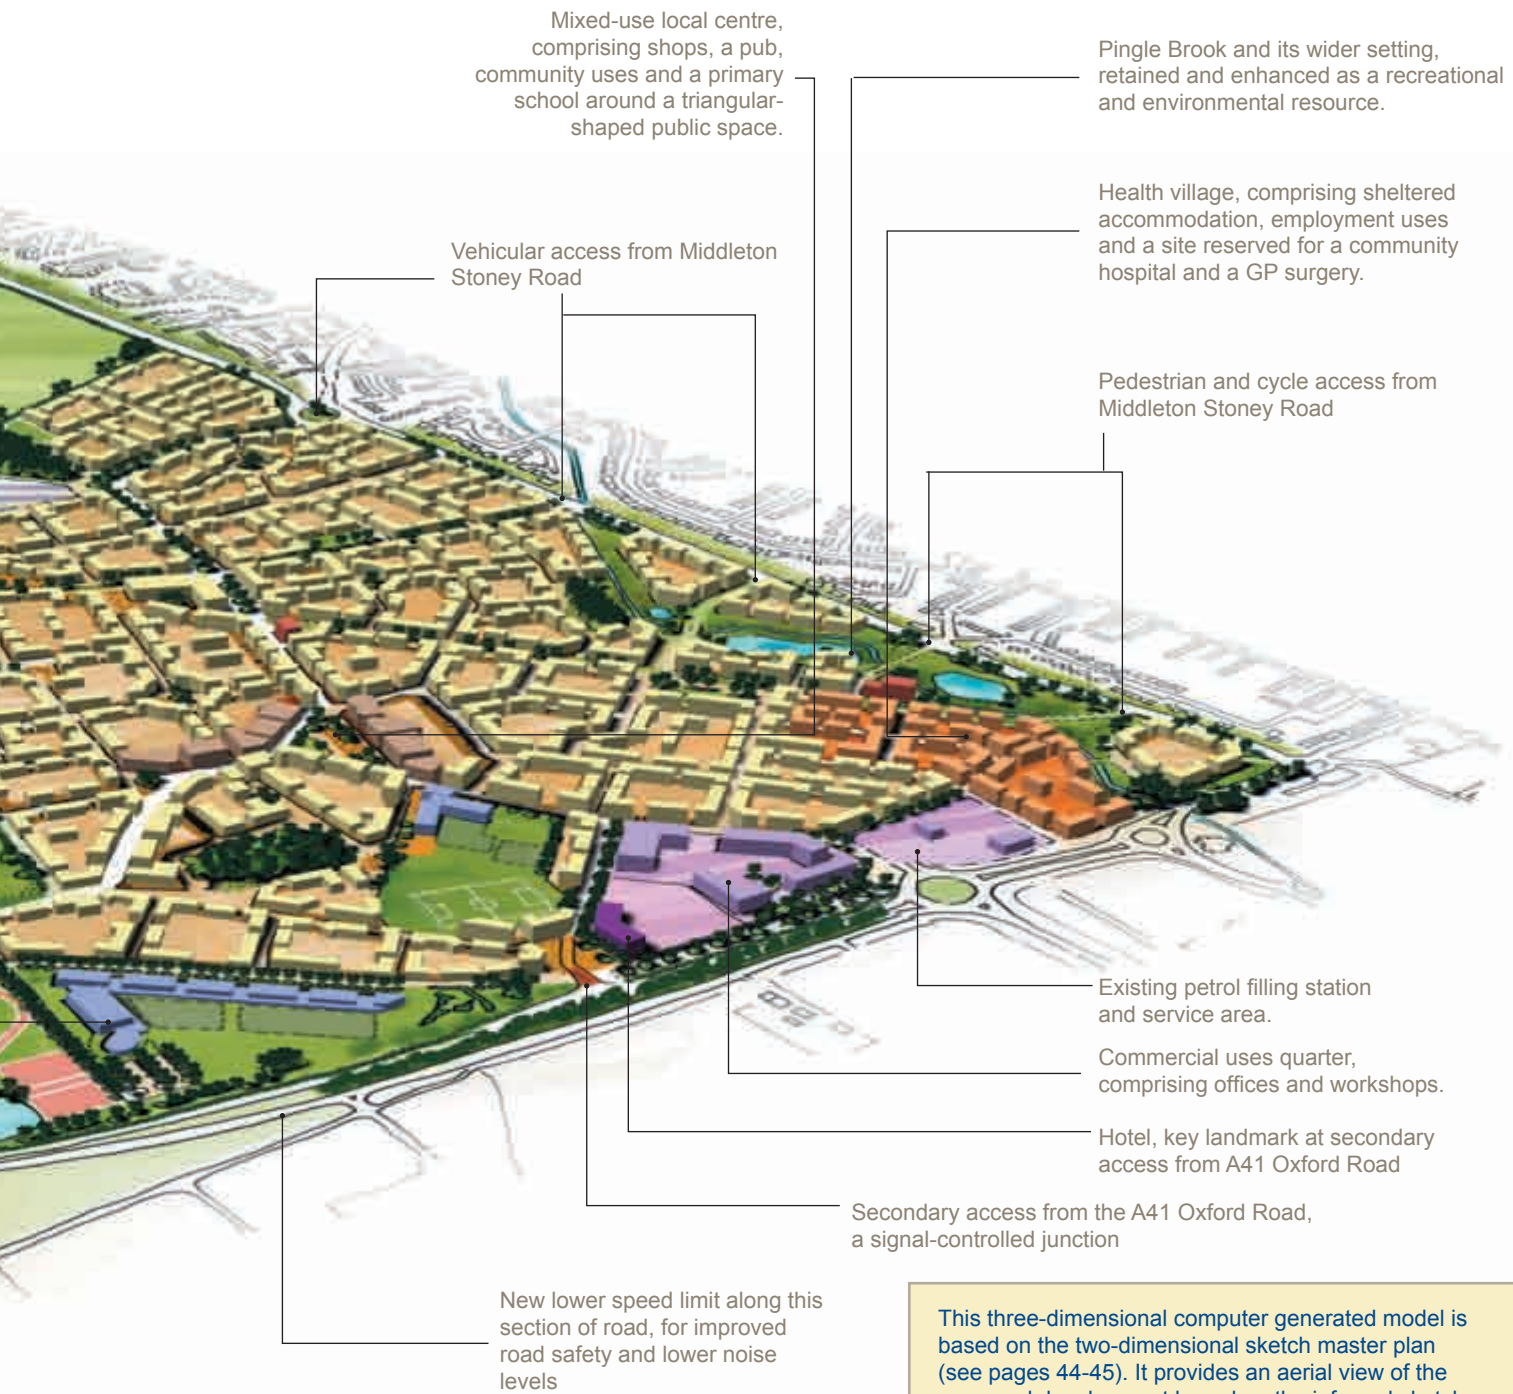 Mixed-use local centre,
comprising shops, a pub,
community uses and a primary
school around a triangular-
shaped public space.
Pingle Brook and its wider setting,
retained and enhanced as a recreational
and environmental resource.
Health village, comprising sheltered
accommodation, employment uses
and a site reserved for a community
hospital and a GP surgery.
Vehicular access from Middleton
Stoney Road
Pedestrian and cycle access from
Middleton Stoney Road
Existing petrol filling station
and service area.
Commercial uses quarter,
comprising offices and workshops.
Hotel, key landmark at secondary
access from A41 Oxford Road
Secondary access from the A41 Oxford Road,
a signal-controlled junction
New lower speed limit along this
section of road, for improved
road safety and lower noise
levels
This three-dimensional computer generated model is
based on the two-dimensional sketch master plan
(see pages 44-45). It provides an aerial view of the